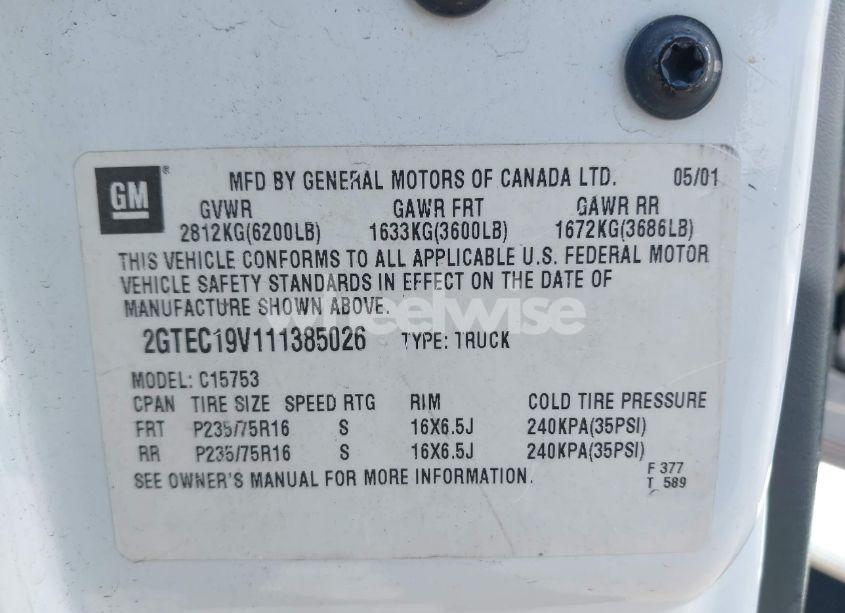 GM ® MFD BY GENERAL MOTORS OF CANADA LTD. 05/01
GVWR GAWR FRT GAWR RR
2812KG(6200LB) 1633KG(3600LB) 1672KG(3686LB)
THIS VEHICLE CONFORMS TO ALL APPLICABLE U.S. FEDERAL MOTOR
VEHICLE SAFETY STANDARDS IN EFFECT ON THE DATE OF
MANUFACTURE SHOWN ABOVE.
wheelwise
2GTEC19V111385026 TYPE: TRUCK
MODEL: C15753
CPAN TIRE SIZE SPEED RTG RIM COLD TIRE PRESSURE
FRT P235/75R16 S 16X6.5J 240KPA(35PSI)
RR P235/75R16 S 16X6.5J 240KPA(35PSI)
SEE OWNER'S MANUAL FOR MORE INFORMATION.
F 377
T 589